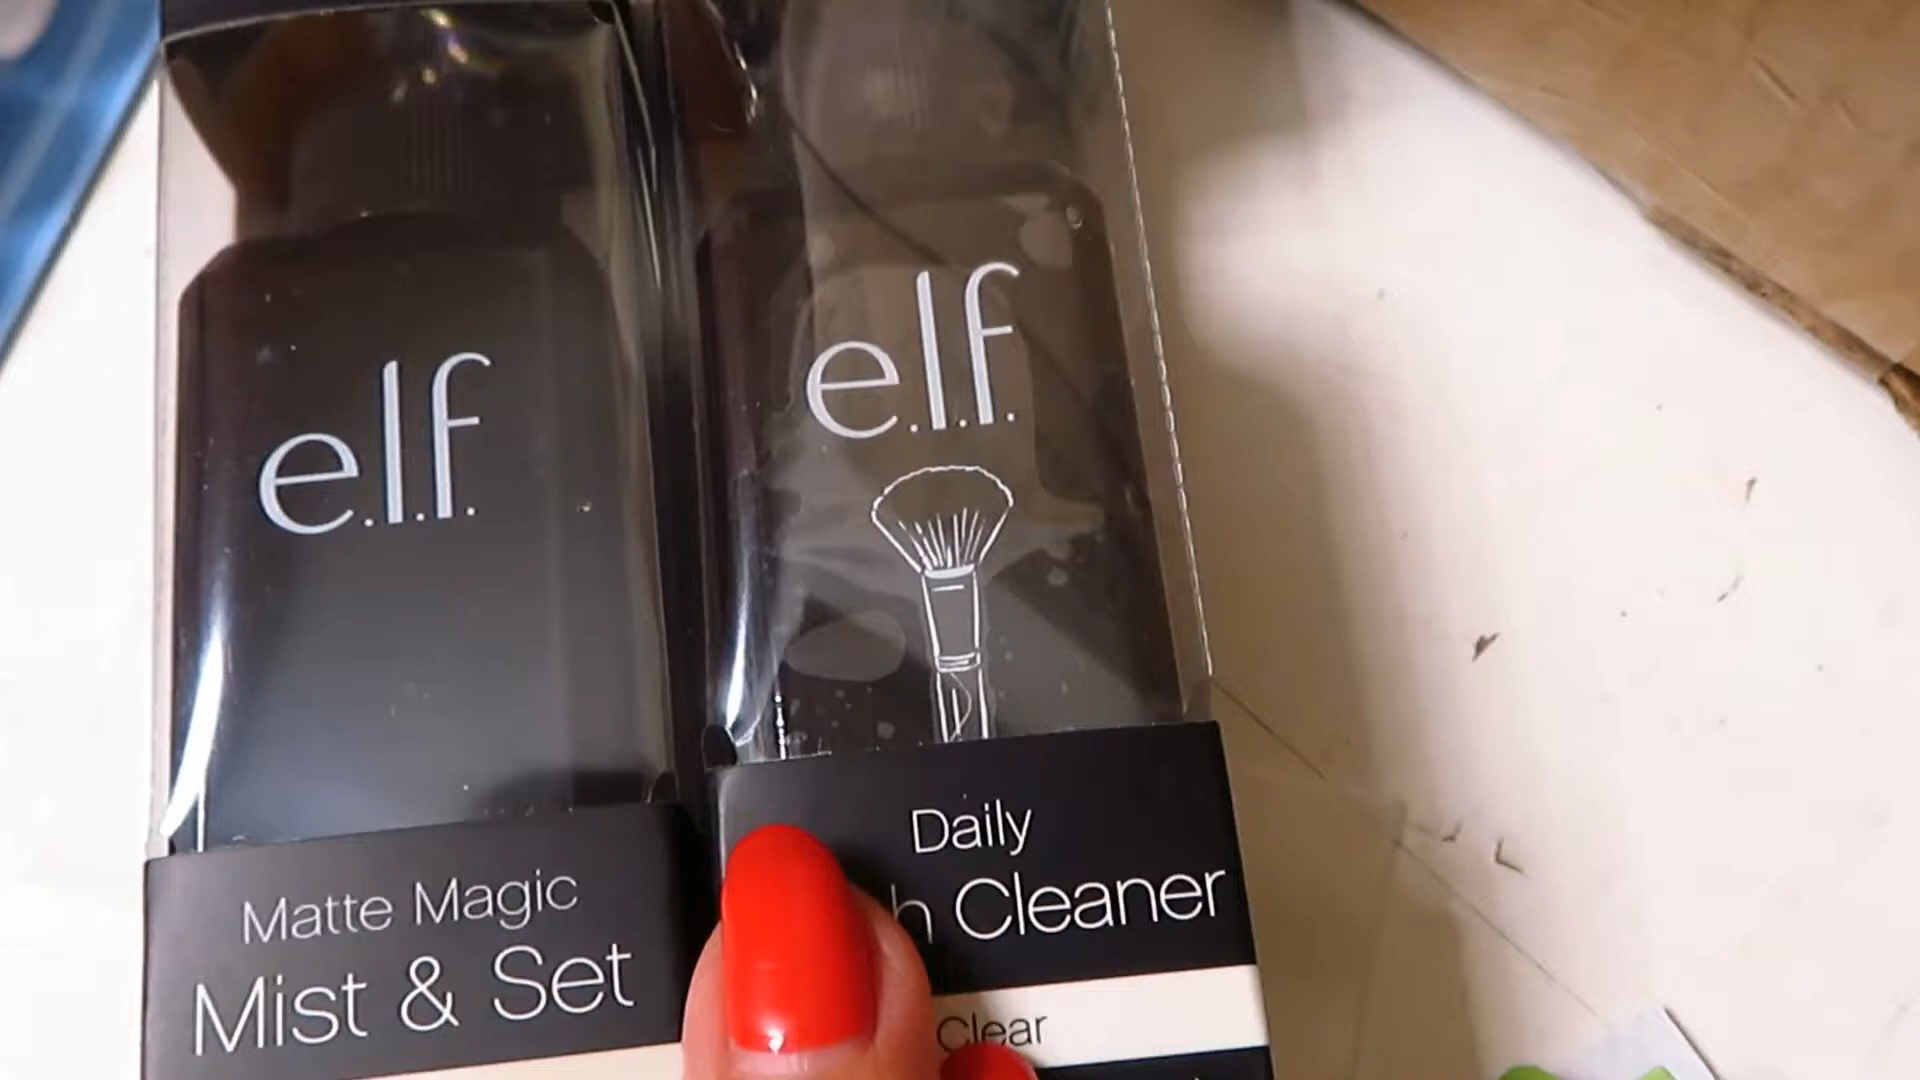 e.l.f.
Matte Magic
Mist & Set
e.l.f.
Daily
h Cleaner
Clear